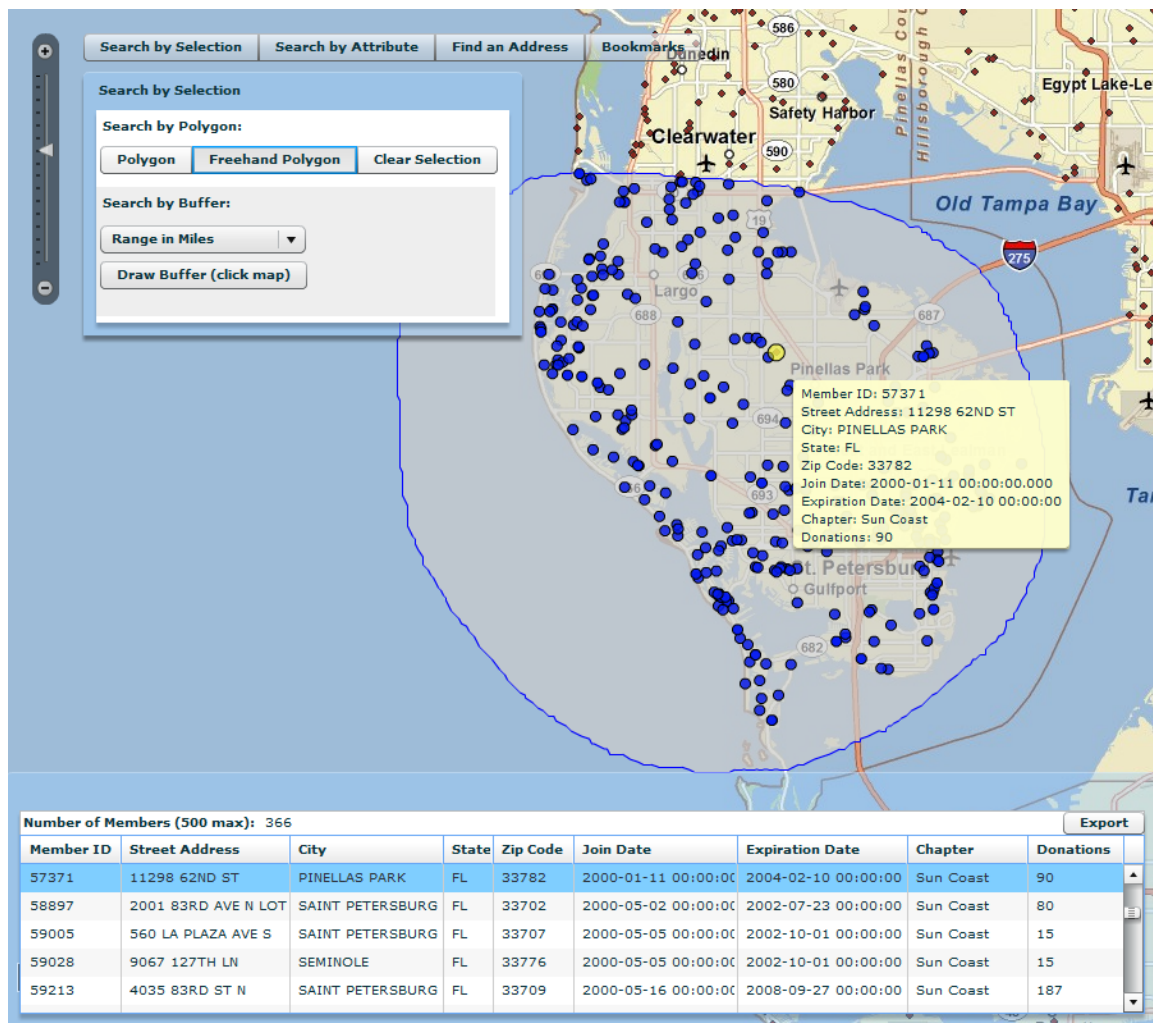 Search by Selection Search by Attribute Find an Address Bookmarks
Search by Selection
Search by Polygon:
Polygon Freehand Polygon Clear Selection
Search by Buffer:
Range in Miles
Draw Buffer (click map)
586
Dunedin
580
Safety Harbor
Clearwater
590
Pinellas
Hillsborough
Egypt Lake-Le
Old Tampa Bay
19
275
Largo
688
687
Pinellas Park
694
693
St. Petersburg
Gulfport
682
Member ID: 57371
Street Address: 11298 62ND ST
City: PINELLAS PARK
State: FL
Zip Code: 33782
Join Date: 2000-01-11 00:00:00.000
Expiration Date: 2004-02-10 00:00:00
Chapter: Sun Coast
Donations: 90
Number of Members (500 max): 366 Export
Member ID Street Address City State Zip Code Join Date Expiration Date Chapter Donations
57371 11298 62ND ST PINELLAS PARK FL 33782 2000-01-11 00:00:00 2004-02-10 00:00:00 Sun Coast 90
58897 2001 83RD AVE N LOT SAINT PETERSBURG FL 33702 2000-05-02 00:00:00 2002-07-23 00:00:00 Sun Coast 80
59005 560 LA PLAZA AVE S SAINT PETERSBURG FL 33707 2000-05-05 00:00:00 2002-10-01 00:00:00 Sun Coast 15
59028 9067 127TH LN SEMINOLE FL 33776 2000-05-05 00:00:00 2002-10-01 00:00:00 Sun Coast 15
59213 4035 83RD ST N SAINT PETERSBURG FL 33709 2000-05-16 00:00:00 2008-09-27 00:00:00 Sun Coast 187